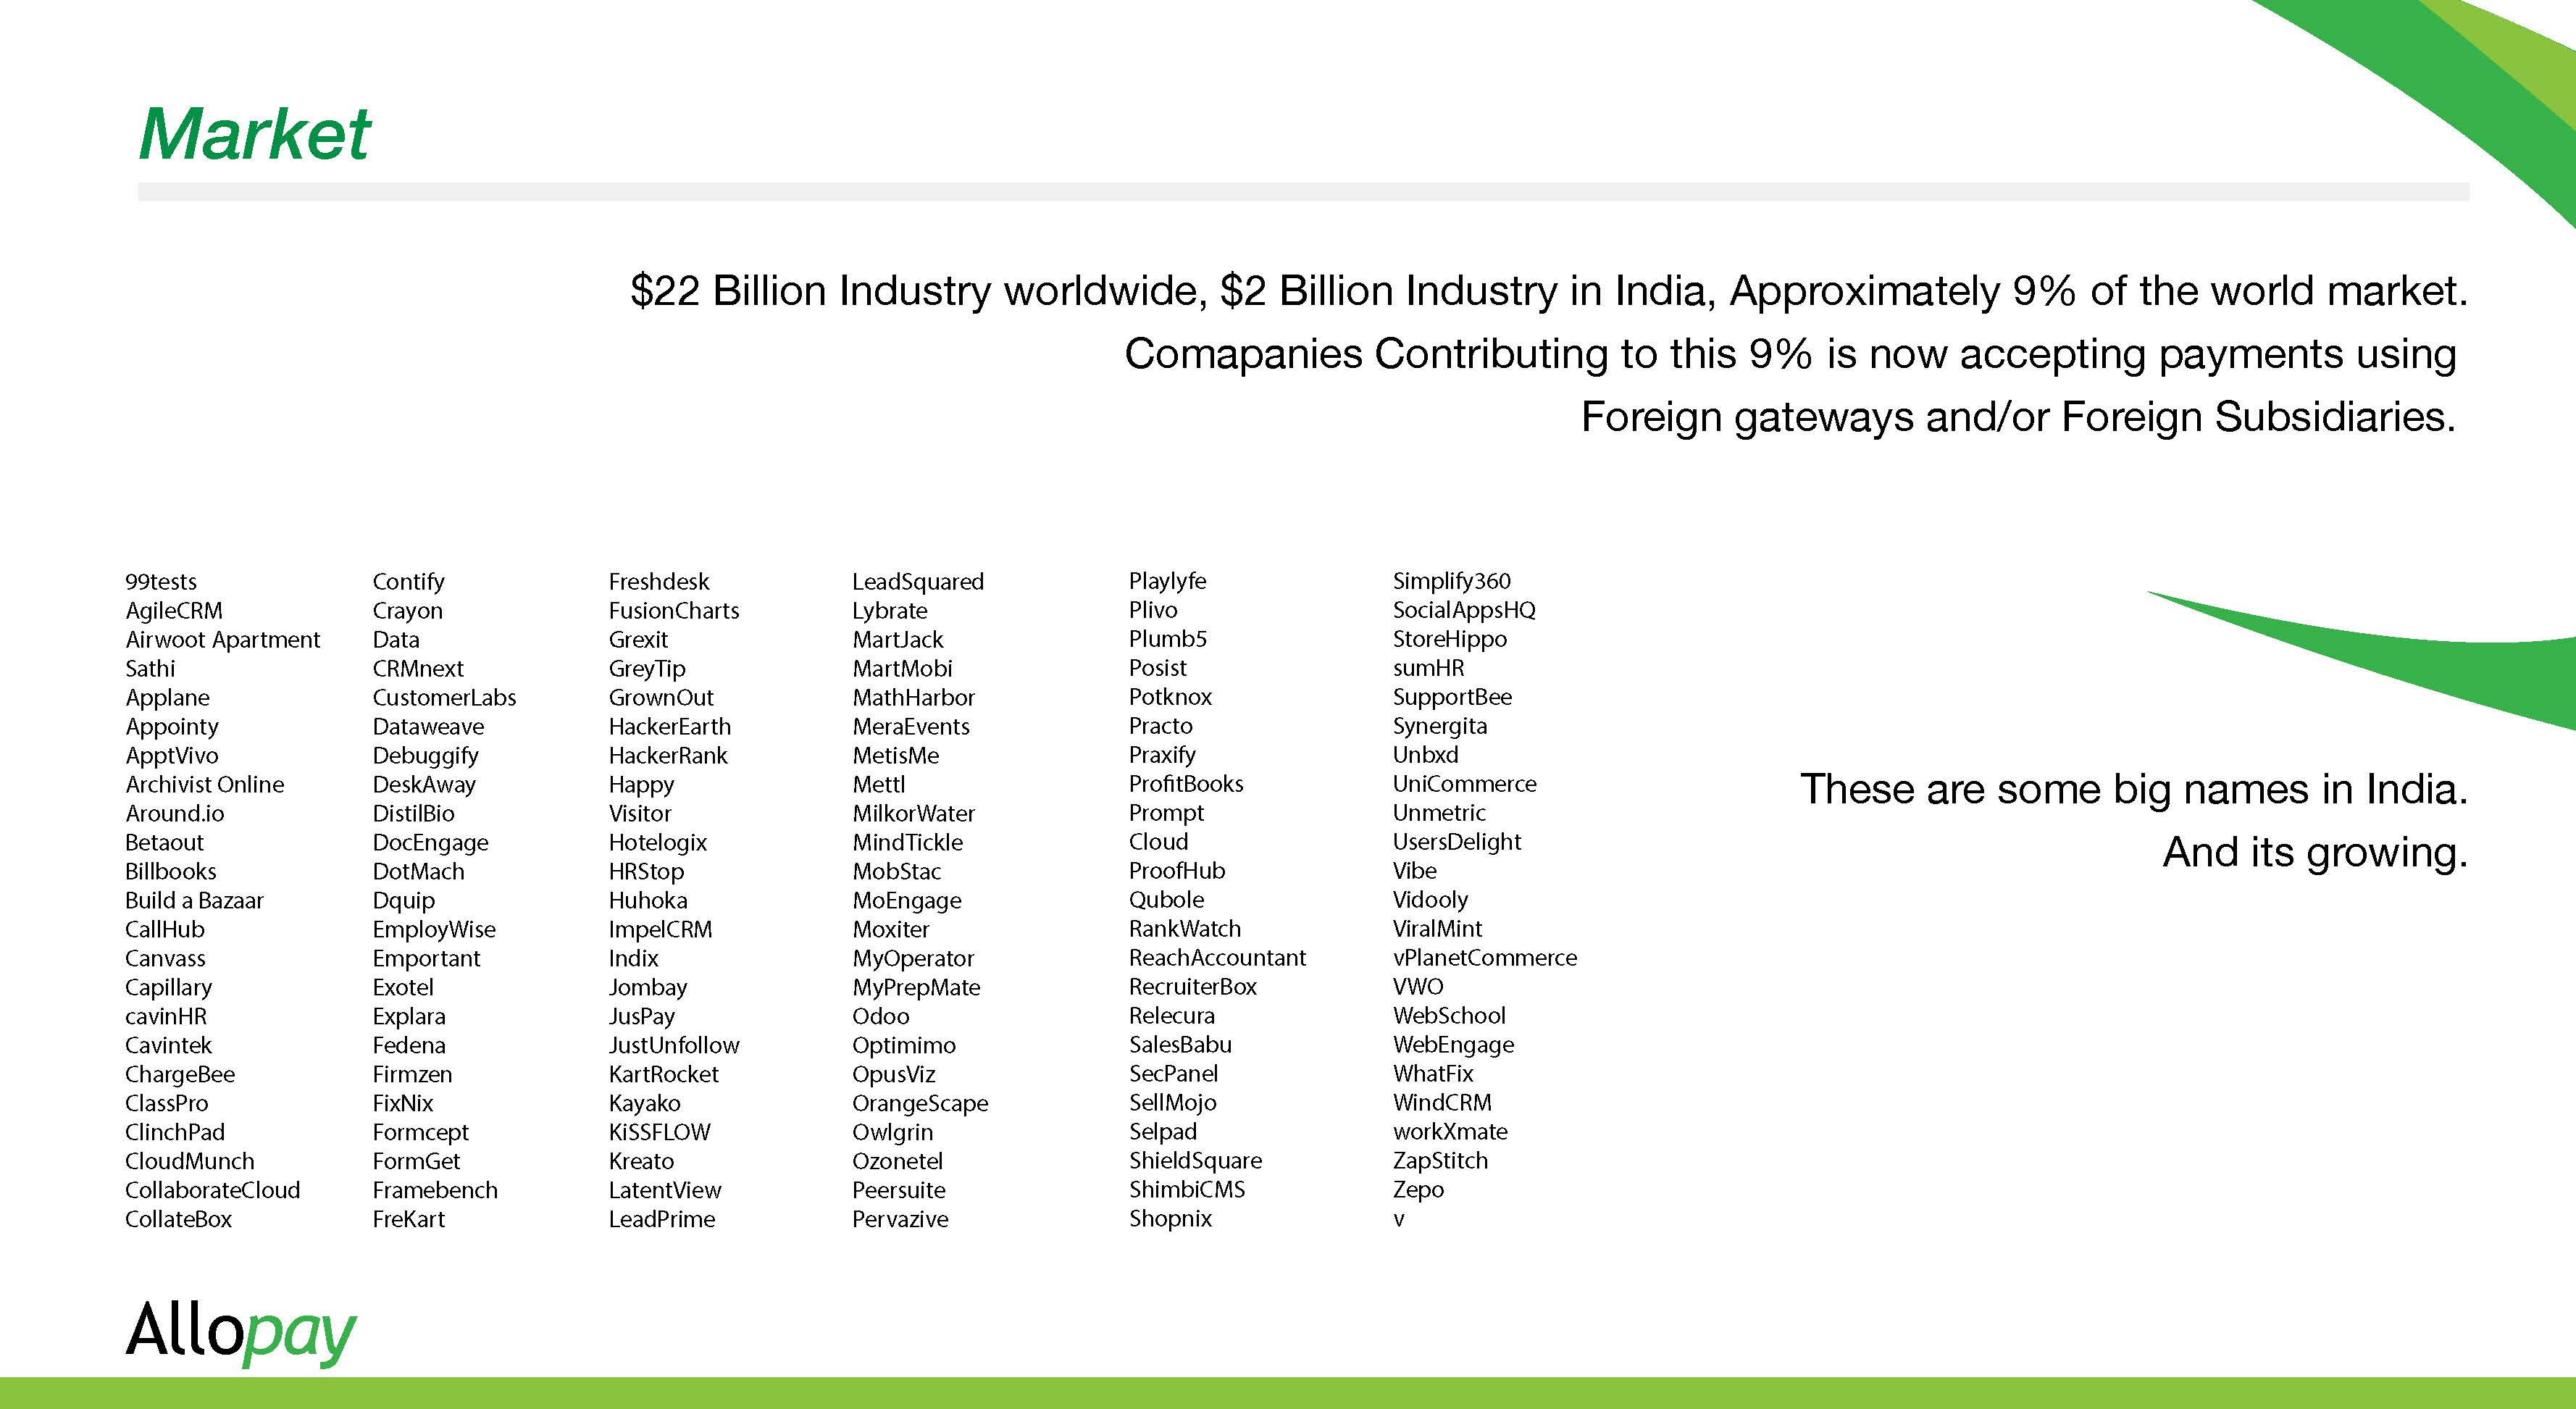 Market
$22 Billion Industry worldwide, $2 Billion Industry in India, Approximately 9% of the world market.
Comapanies Contributing to this 9% is now accepting payments using
Foreign gateways and/or Foreign Subsidiaries.
99tests
AgileCRM
Airwoot Apartment
Sathi
Applane
Appointy
ApptVivo
Archivist Online
Around.io
Betaout
Billbooks
Build a Bazaar
CallHub
Canvass
Capillary
cavinHR
Cavintek
ChargeBee
ClassPro
ClinchPad
CloudMunch
CollaborateCloud
CollateBox
Contify
Crayon
Data
CRMnext
CustomerLabs
Dataweave
Debuggify
DeskAway
DistilBio
DocEngage
DotMach
Dquip
EmployWise
Emportant
Exotel
Explara
Fedena
Firmzen
FixNix
Formcept
FormGet
Framebench
FreKart
Freshdesk
FusionCharts
Grexit
GreyTip
GrownOut
HackerEarth
HackerRank
Happy
Visitor
Hotelogix
HRStop
Huhoka
ImpelCRM
Indix
Jombay
JusPay
JustUnfollow
KartRocket
Kayako
KiSSFLOW
Kreato
LatentView
LeadPrime
LeadSquared
Lybrate
MartJack
MartMobi
MathHarbor
MeraEvents
MetisMe
Mettl
MilkorWater
MindTickle
MobStac
MoEngage
Moxiter
MyOperator
MyPrepMate
Odoo
Optimimo
OpusViz
OrangeScape
Owlgrin
Ozonetel
Peersuite
Pervazive
Playlyfe
Plivo
Plumb5
Posist
Potknox
Practo
Praxify
ProfitBooks
Prompt
Cloud
ProofHub
Qubole
RankWatch
ReachAccountant
RecruiterBox
Relecura
SalesBabu
SecPanel
SellMojo
Selpad
ShieldSquare
ShimbiCMS
Shopnix
Simplify360
SocialAppsHQ
StoreHippo
sumHR
SupportBee
Synergita
Unbxd
UniCommerce
Unmetric
UsersDelight
Vibe
Vidooly
ViralMint
vPlanetCommerce
VWO
WebSchool
WebEngage
WhatFix
WindCRM
workXmate
ZapStitch
Zepo
v
These are some big names in India.
And its growing.
Allopay